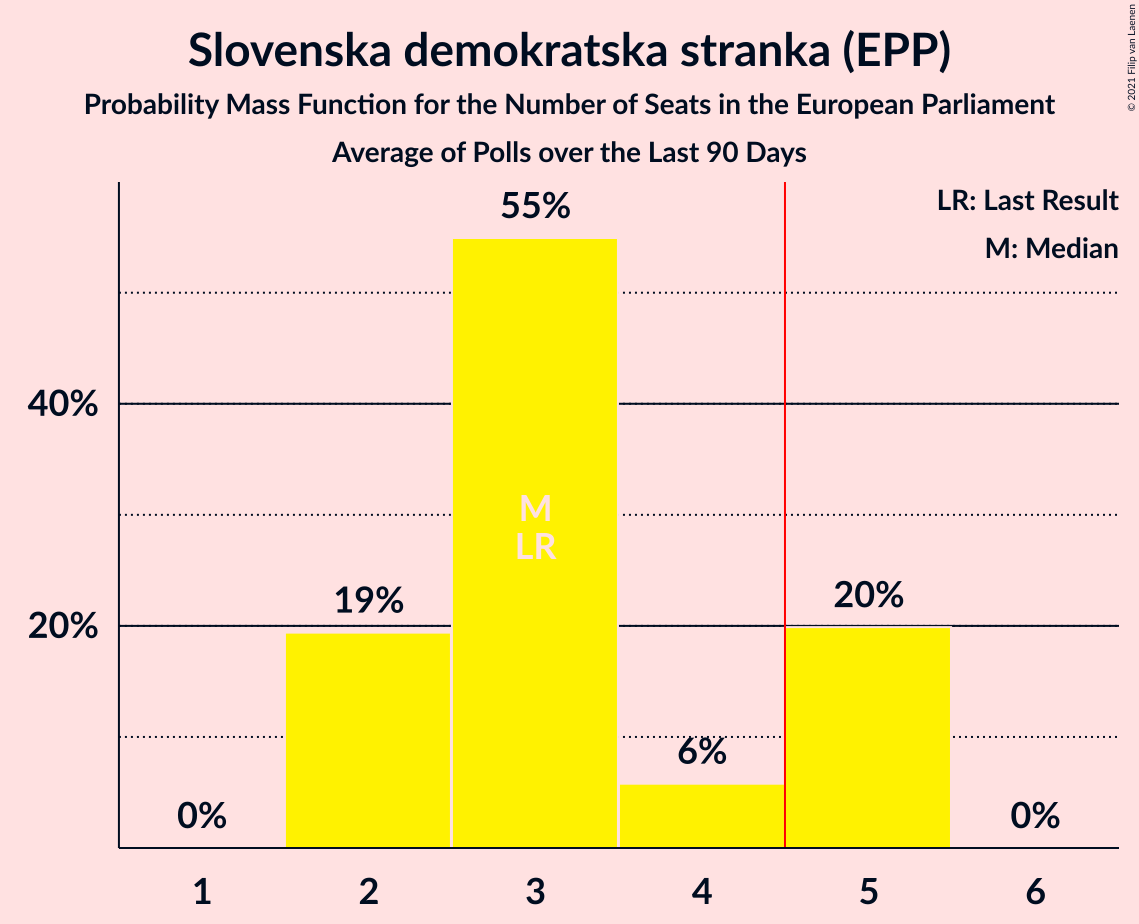 Slovenska demokratska stranka (EPP)
Probability Mass Function for the Number of Seats in the European Parliament
Average of Polls over the Last 90 Days
© 2021 Filip van Laenen
LR: Last Result
M: Median
55%
40%
M
LR
19%
20%
20%
6%
0%
0%
1
2
3
4
5
6